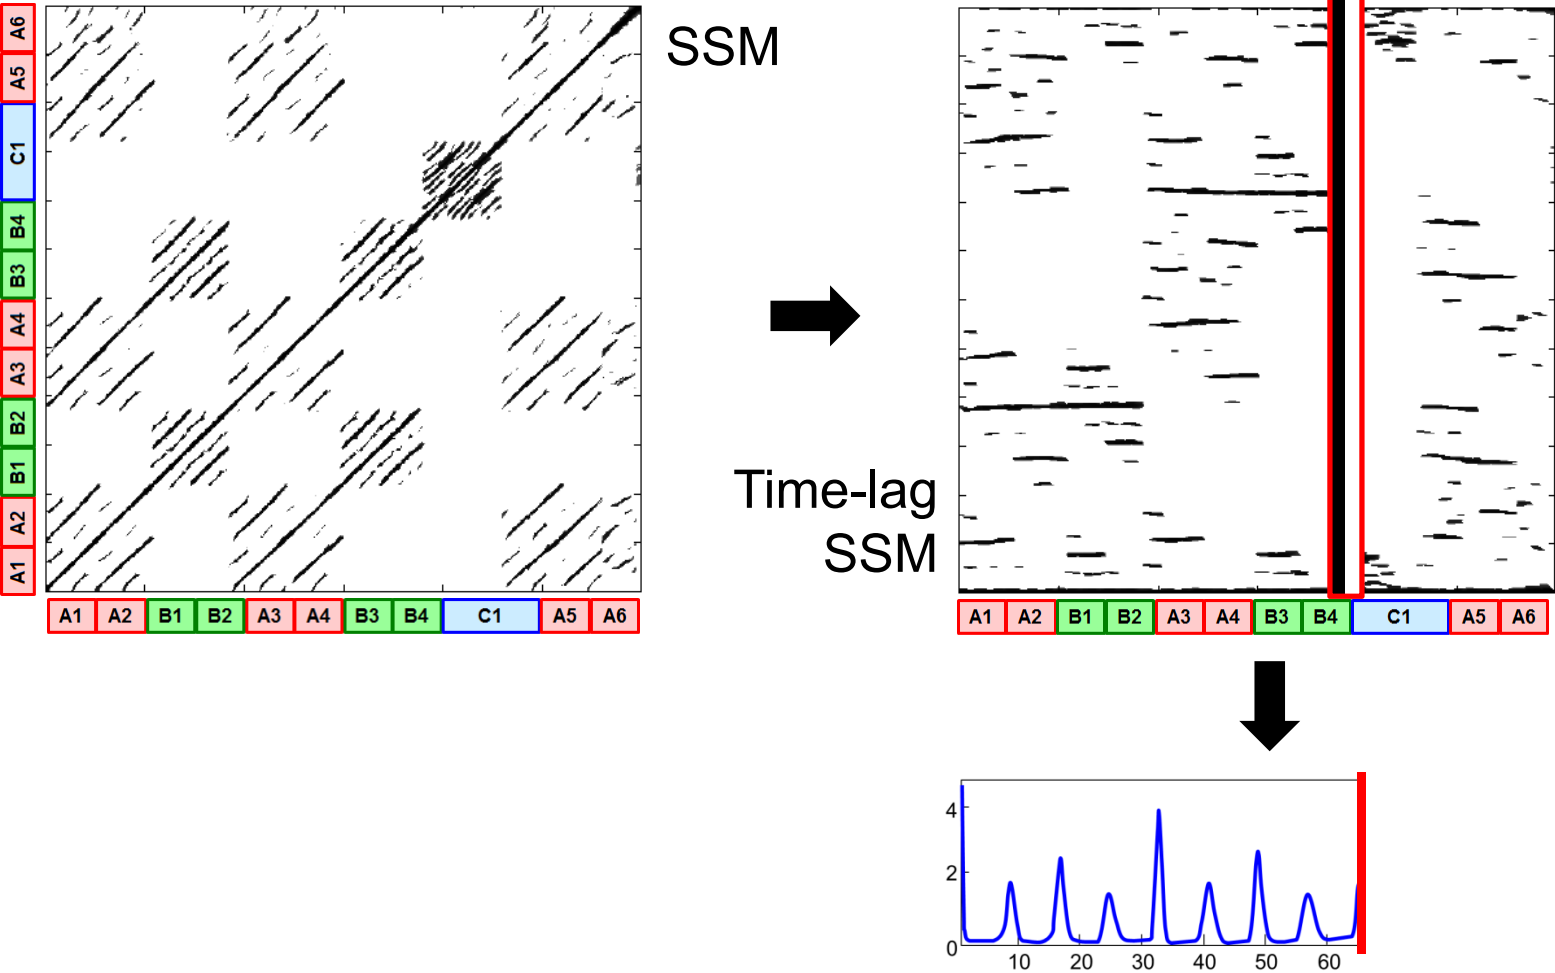 SSM
A6
A5
C1
B4
B3
A4
A3
B2
B1
A2
A1
A1 A2 B1 B2 A3 A4 B3 B4 C1 A5 A6
Time-lag
SSM
A1 A2 B1 B2 A3 A4 B3 B4 C1 A5 A6
4
2
0
10 20 30 40 50 60